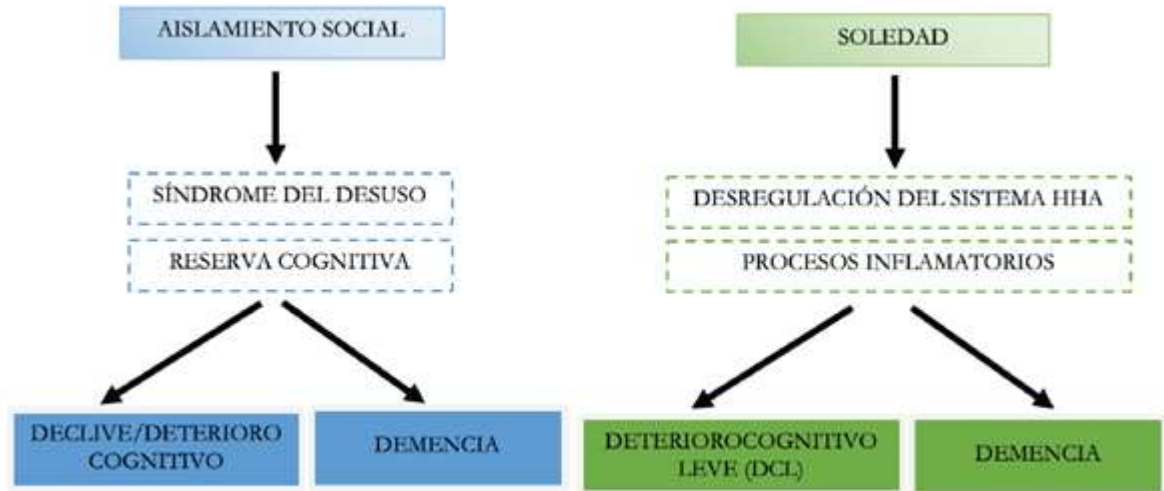 AISLAMIENTO SOCIAL
SÍNDROME DEL DESUSO
RESERVA COGNITIVA
DECLIVE/DETERIORO
COGNITIVO
DEMENCIA
SOLEDAD
DESREGULACIÓN DEL SISTEMA HHA
PROCESOS INFLAMATORIOS
DETERIOROCOGNITIVO
LEVE (DCL)
DEMENCIA